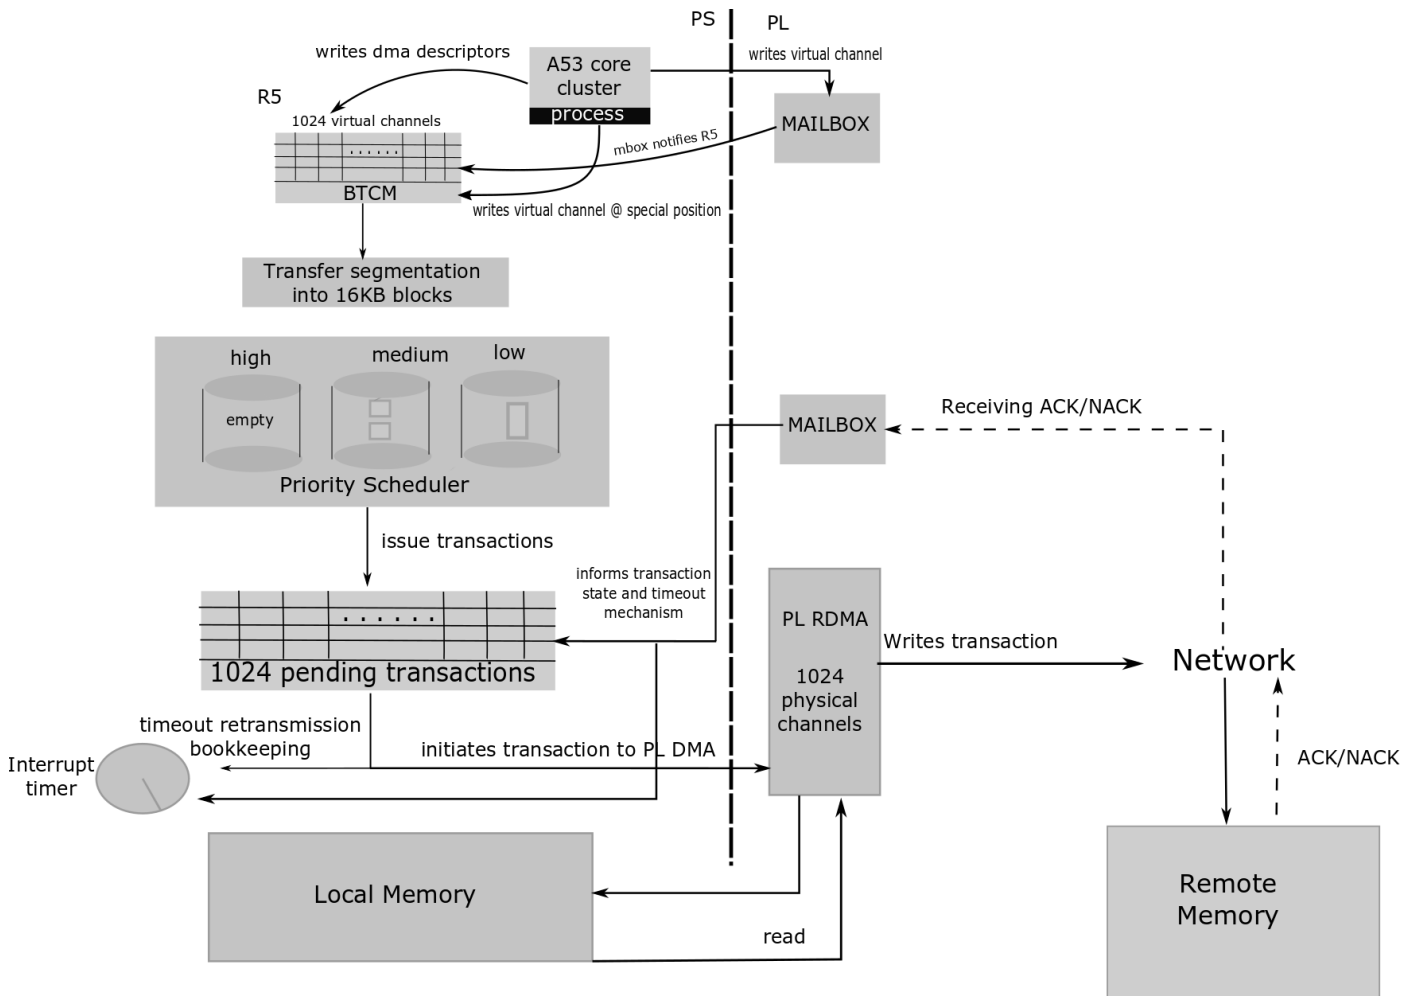 PS
PL
writes dma descriptors
A53 core
cluster
process
writes virtual channel
R5
1024 virtual channels
MAILBOX
mbox notifies R5
BTCM
writes virtual channel @ special position
Transfer segmentation
into 16KB blocks
high
medium
low
empty
Priority Scheduler
MAILBOX
Receiving ACK/NACK
issue transactions
informs transaction
state and timeout
mechanism
1024 pending transactions
PL RDMA
1024
physical
channels
Writes transaction
Network
timeout retransmission
bookkeeping
initiates transaction to PL DMA
Interrupt
timer
ACK/NACK
Local Memory
read
Remote
Memory